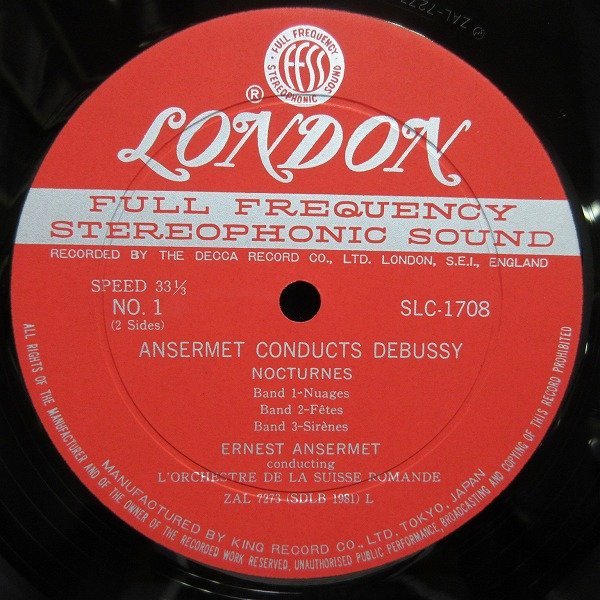 FULL FREQUENCY
ffss
STEREOPHONIC SOUND
®
LONDON
FULL FREQUENCY
STEREOPHONIC SOUND
RECORDED BY THE DECCA RECORD CO., LTD. LONDON, S.E.I., ENGLAND
SPEED 33⅓
NO. 1
(2 Sides)
SLC-1708
ANSERMET CONDUCTS DEBUSSY
NOCTURNES
Band 1-Nuages
Band 2-Fêtes
Band 3-Sirènes
ERNEST ANSERMET
conducting
L'ORCHESTRE DE LA SUISSE ROMANDE
ZAL 7273 (SDLB 1981) L
MANUFACTURED BY KING RECORD CO., LTD. TOKYO, JAPAN
ALL RIGHTS OF THE MANUFACTURER AND OF THE OWNER OF THE RECORDED WORK RESERVED, UNAUTHORISED PUBLIC PERFORMANCE, BROADCASTING AND COPYING OF THIS RECORD PROHIBITED